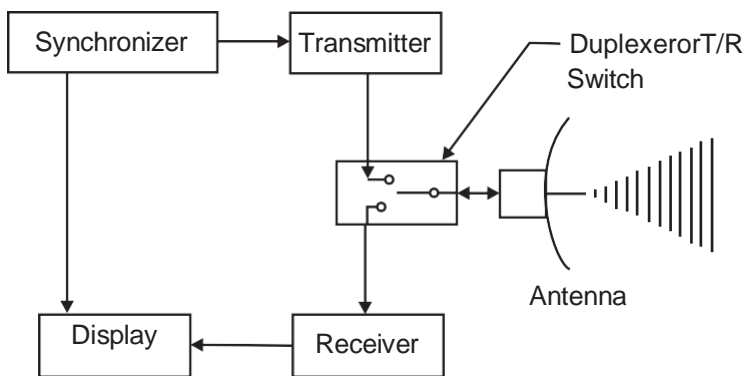 Synchronizer
Transmitter
DuplexerorT/R
Switch
Antenna
Display
Receiver